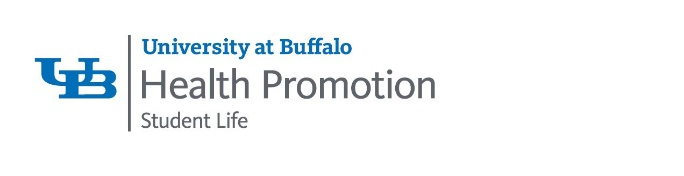 UB
University at Buffalo
Health Promotion
Student Life